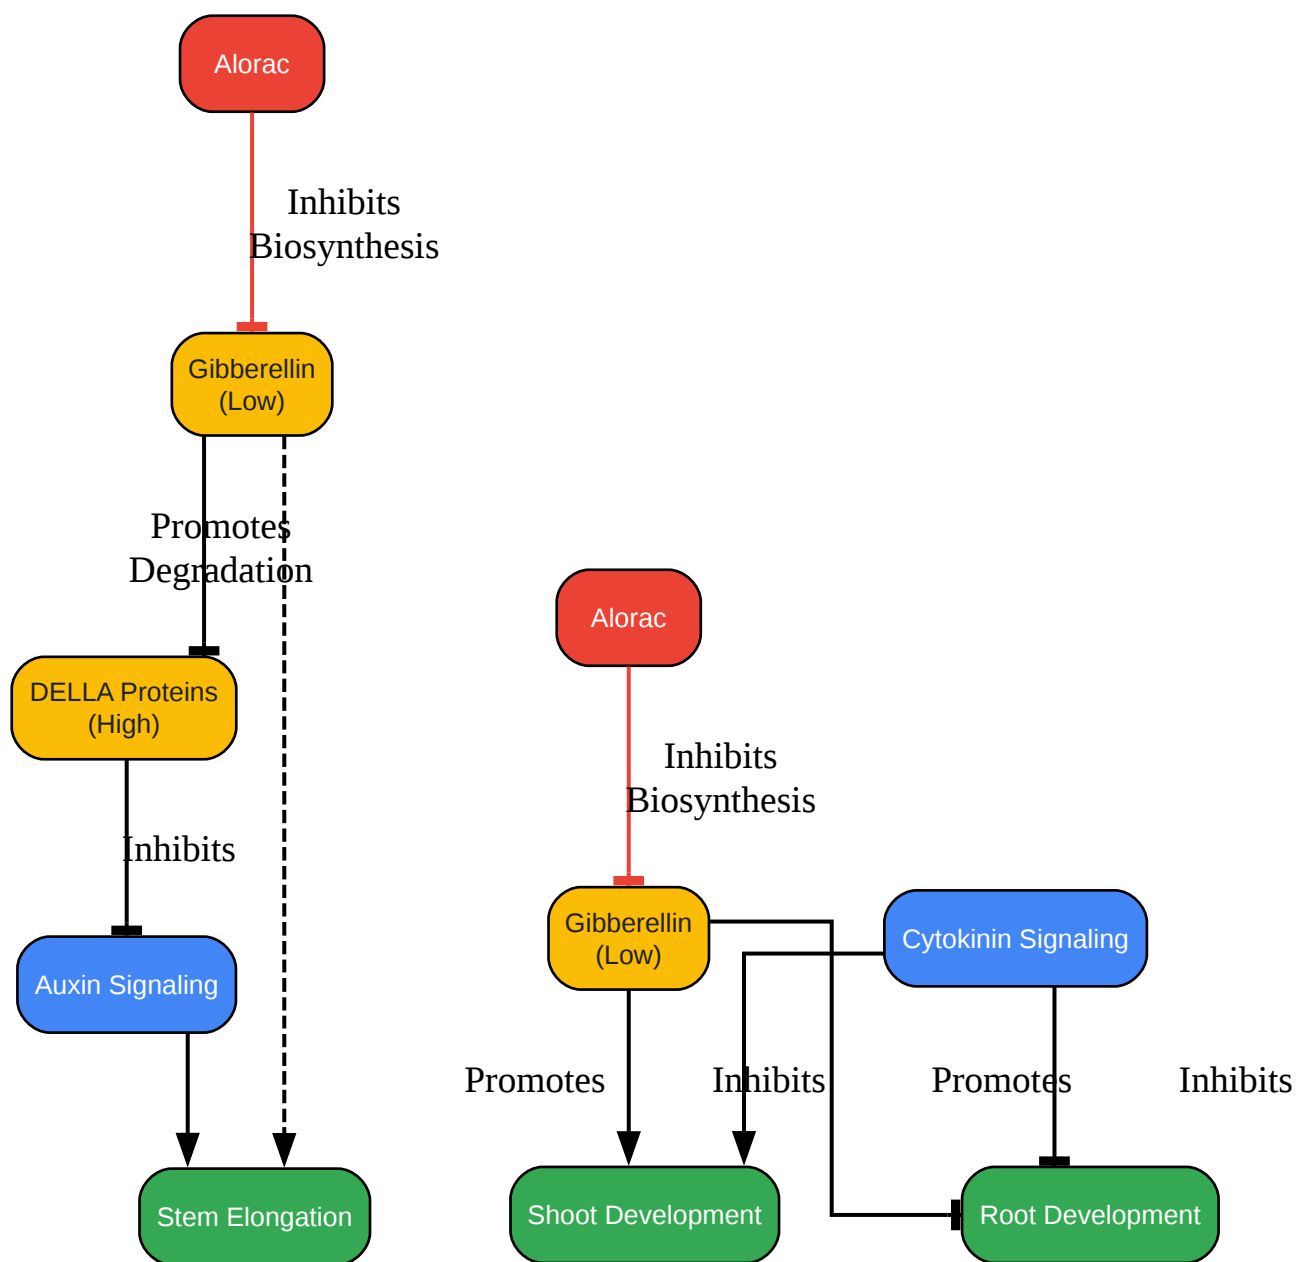 Alorac
Inhibits
Biosynthesis
Gibberellin
(Low)
Promotes
Degradation
DELLA Proteins
(High)
Inhibits
Auxin Signaling
Stem Elongation
Alorac
Inhibits
Biosynthesis
Gibberellin
(Low)
Cytokinin Signaling
Promotes
Inhibits
Promotes
Inhibits
Shoot Development
Root Development